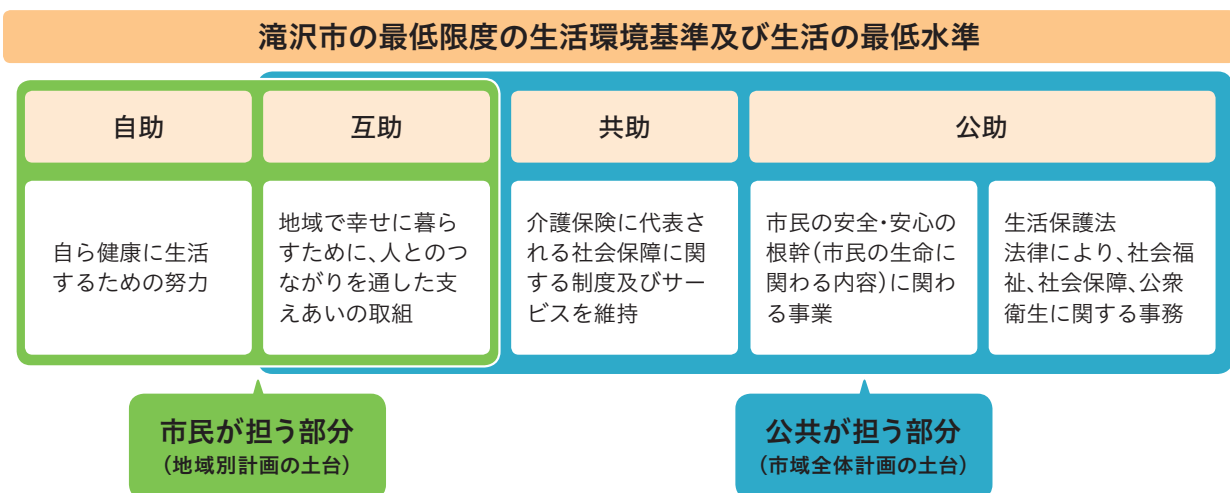 滝沢市の最低限度の生活環境基準及び生活の最低水準
自助
互助
共助
公助
自ら健康に生活
するための努力
地域で幸せに暮ら
すために、人とのつ
ながりを通した支
えあいの取組
介護保険に代表さ
れる社会保障に関
する制度及びサー
ビスを維持
市民の安全・安心の
根幹(市民の生命に
関わる内容)に関わ
る事業
生活保護法
法律により、社会福
祉、社会保障、公衆
衛生に関する事務
市民が担う部分
(地域別計画の土台)
公共が担う部分
(市域全体計画の土台)